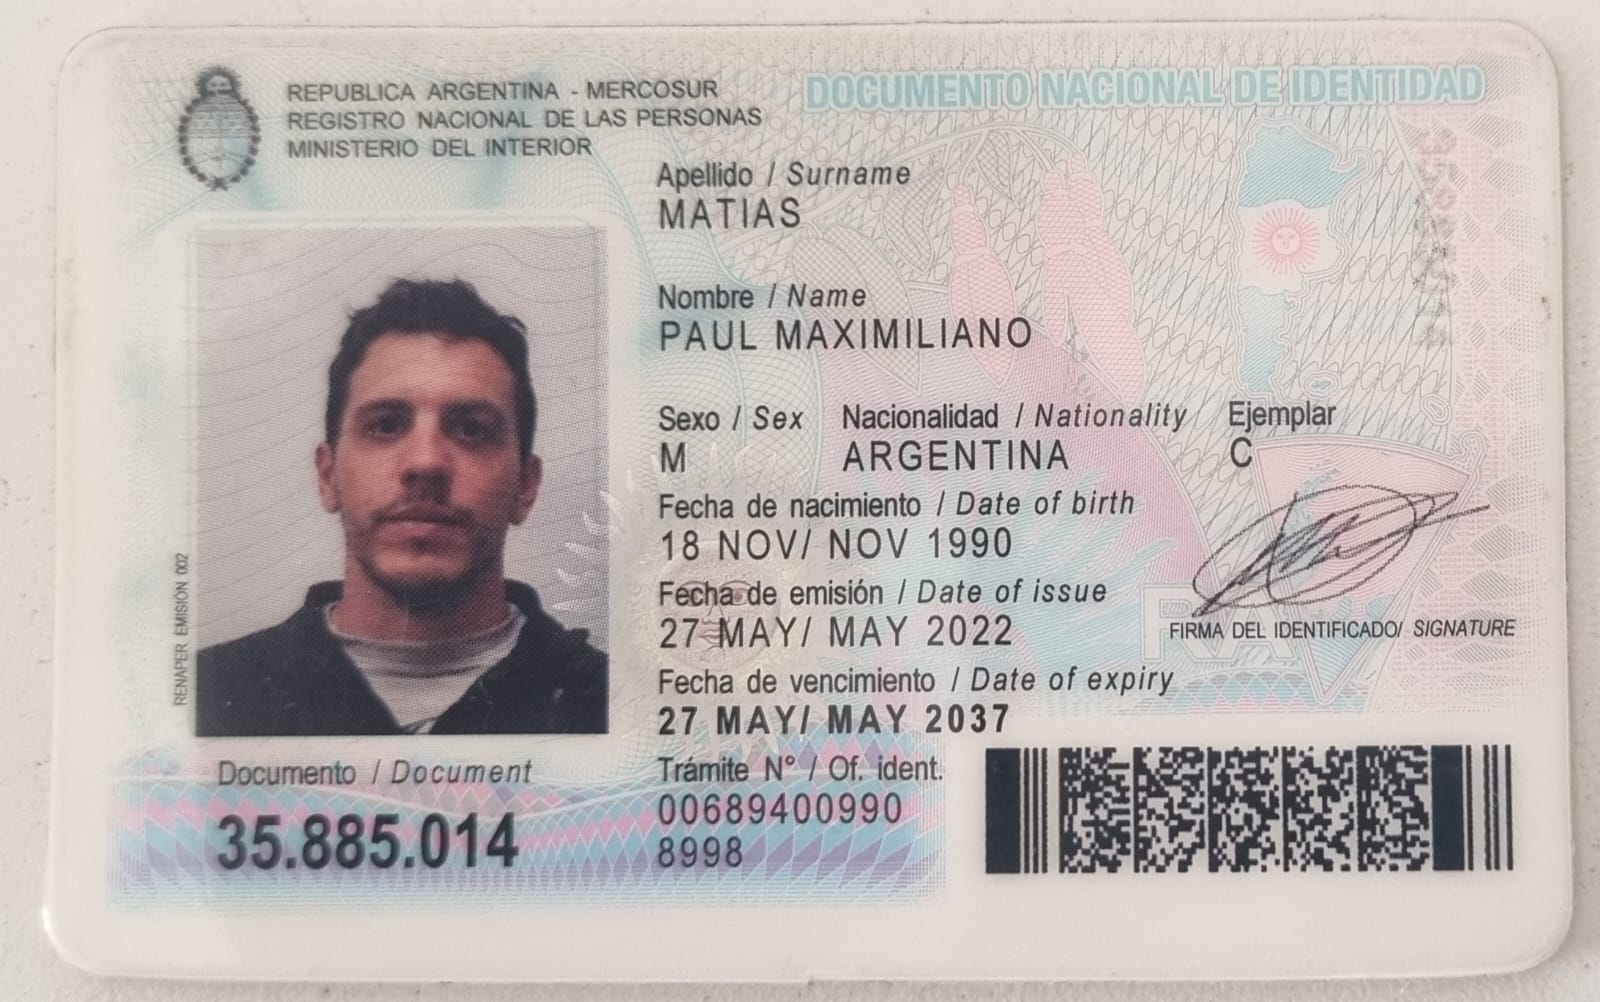 REPUBLICA ARGENTINA - MERCOSUR
REGISTRO NACIONAL DE LAS PERSONAS
MINISTERIO DEL INTERIOR
DOCUMENTO NACIONAL DE IDENTIDAD
Apellido / Surname
MATIAS
Nombre / Name
PAUL MAXIMILIANO
Sexo / Sex Nacionalidad / Nationality Ejemplar
M ARGENTINA C
Fecha de nacimiento / Date of birth
18 NOV/ NOV 1990
Fecha de emisión / Date of issue
27 MAY/ MAY 2022
FIRMA DEL IDENTIFICADO/ SIGNATURE
Fecha de vencimiento / Date of expiry
27 MAY/ MAY 2037
RENAPER EMISIÓN 002
Documento / Document
35.885.014
Trámite N° / Of. ident.
00689400990
8998